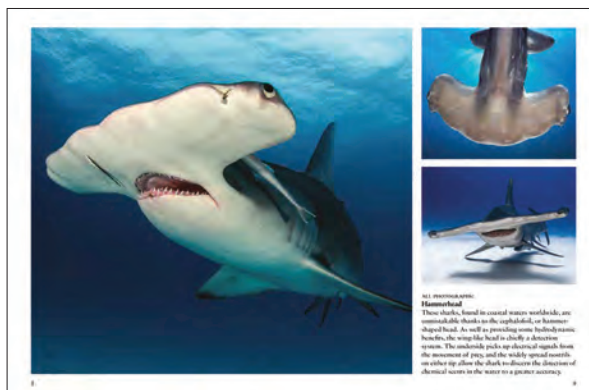 ALL PHOTOGRAPHS
Hammerhead
These sharks, found in coastal waters worldwide, are
unmistakable thanks to the cephalofoil, or hammer-
shaped head. As well as providing some hydrodynamic
benefits, the wing-like head is chiefly a detection
system. The underside picks up electrical signals from
the movement of prey, and the widely spread nostrils
on either tip allow the shark to discern the direction of
chemical scents in the water to a greater accuracy.